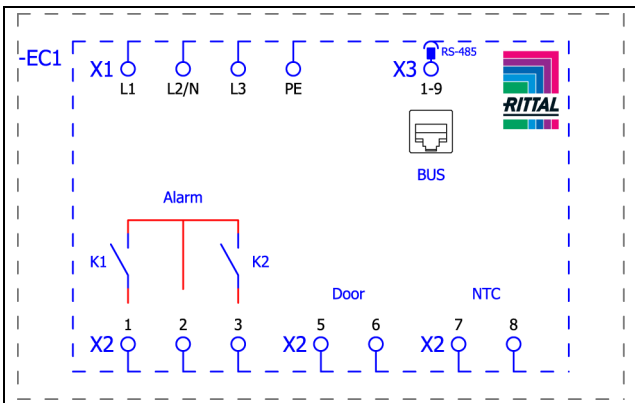 -EC1
X1 X3 RS-485
L1 L2/N L3 PE 1-9
RITTAL
BUS
Alarm
K1 K2
Door NTC
1 2 3 5 6 7 8
X2 X2 X2